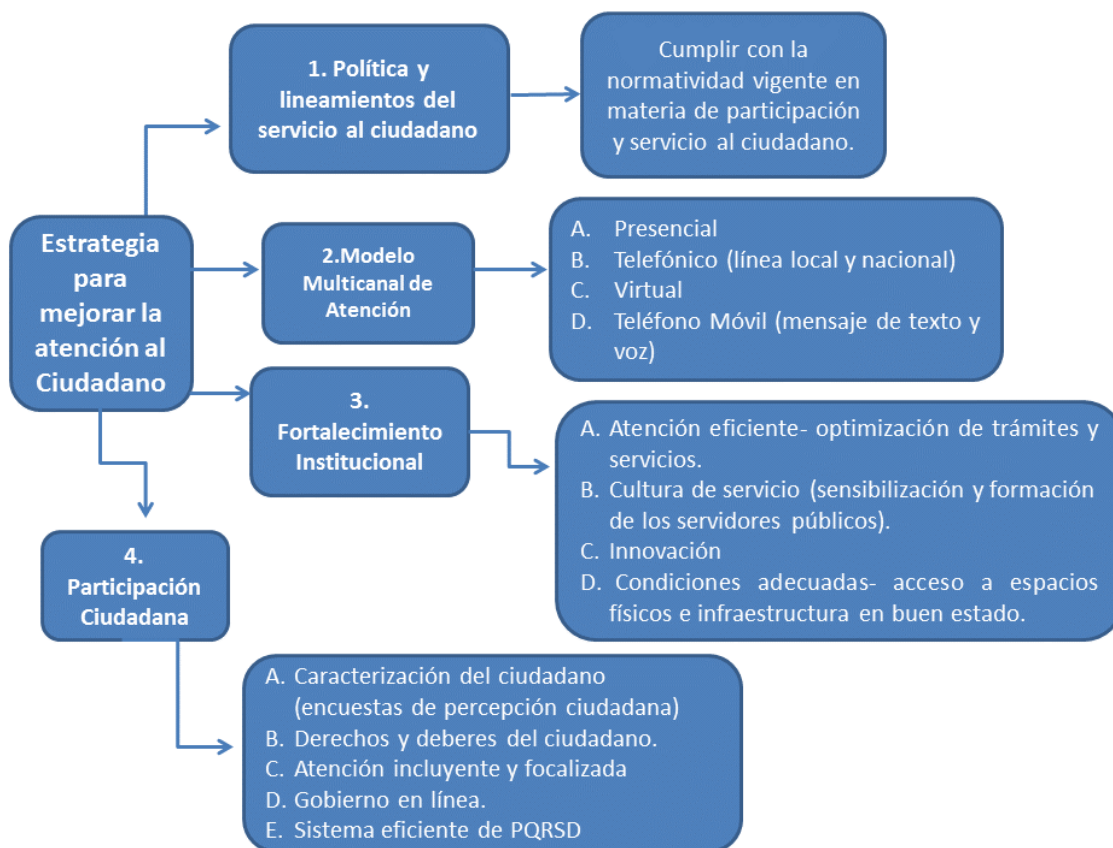 1. Política y
lineamientos del
servicio al ciudadano
Cumplir con la
normatividad vigente en
materia de participación
y servicio al ciudadano.
Estrategia
para
mejorar la
atención al
Ciudadano
2.Modelo
Multicanal de
Atención
A. Presencial
B. Telefónico (línea local y nacional)
C. Virtual
D. Teléfono Móvil (mensaje de texto y
voz)
3.
Fortalecimiento
Institucional
A. Atención eficiente- optimización de trámites y
servicios.
B. Cultura de servicio (sensibilización y formación
de los servidores públicos).
C. Innovación
D. Condiciones adecuadas- acceso a espacios
físicos e infraestructura en buen estado.
4.
Participación
Ciudadana
A. Caracterización del ciudadano
(encuestas de percepción ciudadana)
B. Derechos y deberes del ciudadano.
C. Atención incluyente y focalizada
D. Gobierno en línea.
E. Sistema eficiente de PQRSD